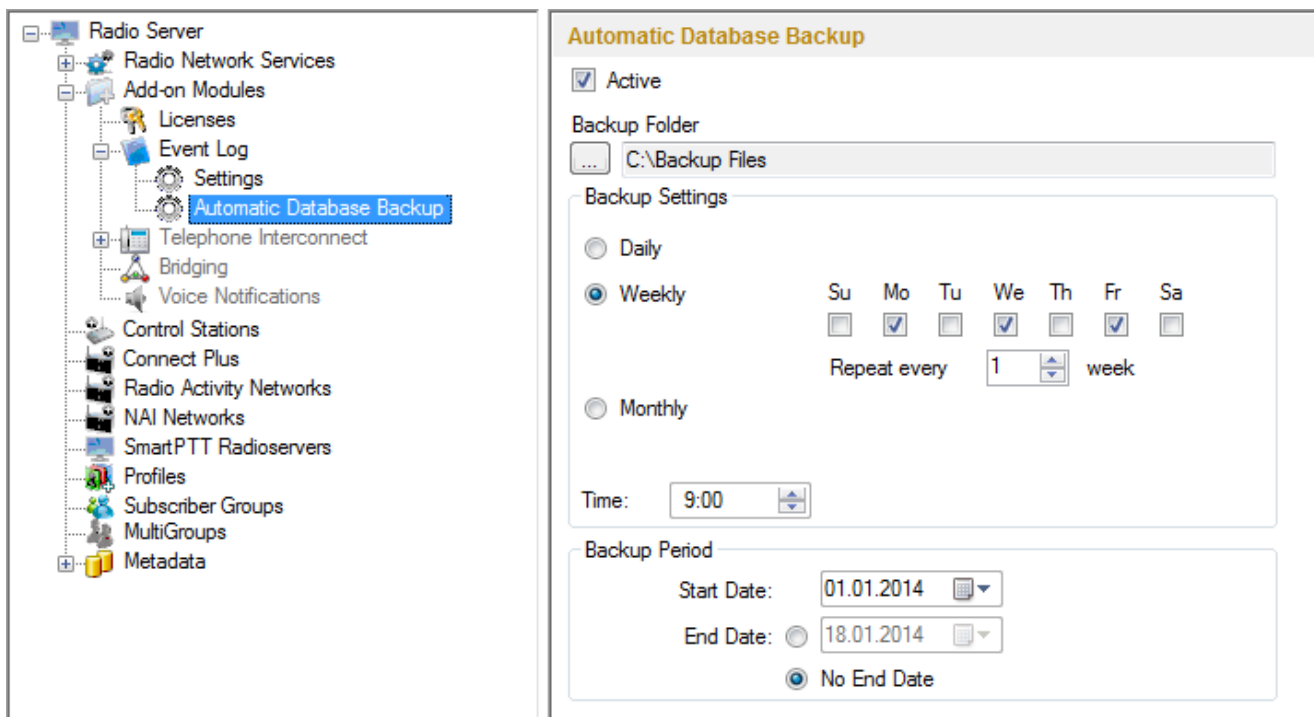 Radio Server
Radio Network Services
Add-on Modules
Licenses
Event Log
Settings
Automatic Database Backup
Telephone Interconnect
Bridging
Voice Notifications
Control Stations
Connect Plus
Radio Activity Networks
NAI Networks
SmartPTT Radioservers
Profiles
Subscriber Groups
MultiGroups
Metadata
Automatic Database Backup
Active
Backup Folder
... C:\Backup Files
Backup Settings
Daily
Weekly Su Mo Tu We Th Fr Sa
Repeat every 1 week
Monthly
Time: 9:00
Backup Period
Start Date: 01.01.2014
End Date: 18.01.2014
No End Date